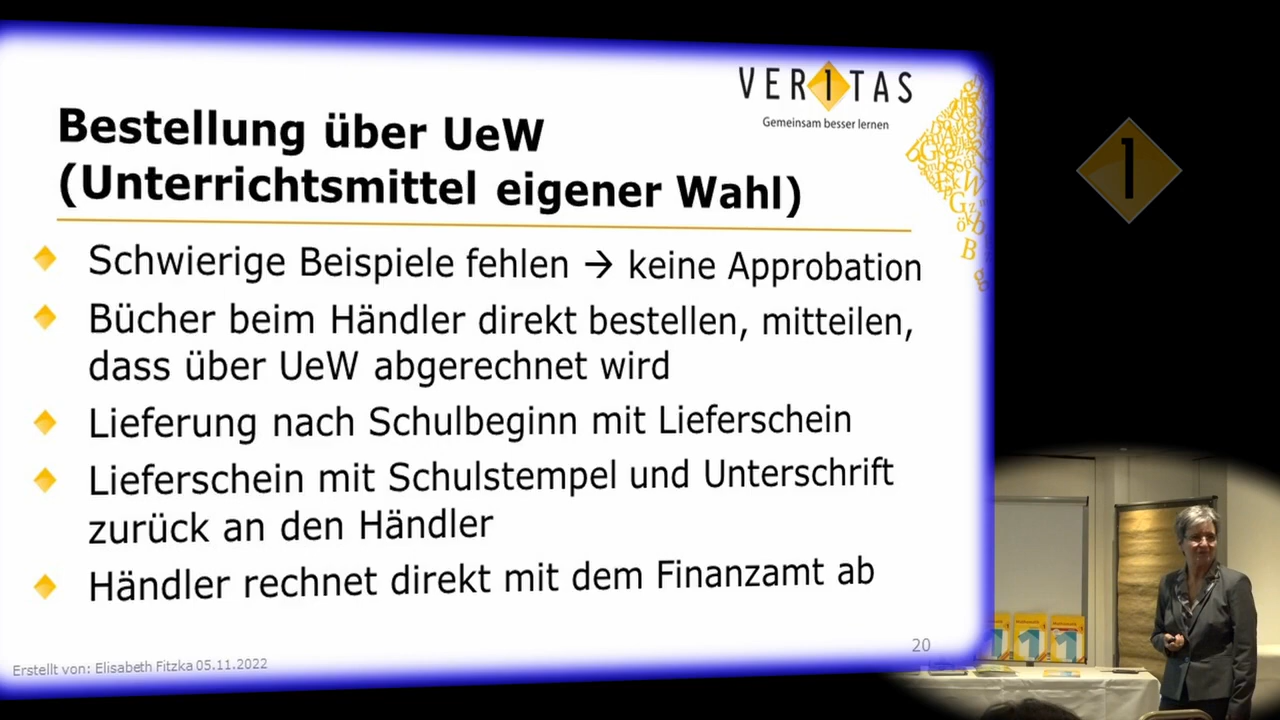 VER1TAS
Gemeinsam besser lernen
1
Bestellung über UeW
(Unterrichtsmittel eigener Wahl)
Schwierige Beispiele fehlen → keine Approbation
Bücher beim Händler direkt bestellen, mitteilen,
dass über UeW abgerechnet wird
Lieferung nach Schulbeginn mit Lieferschein
Lieferschein mit Schulstempel und Unterschrift
zurück an den Händler
Händler rechnet direkt mit dem Finanzamt ab
20
Erstellt von: Elisabeth Fitzka 05.11.2022